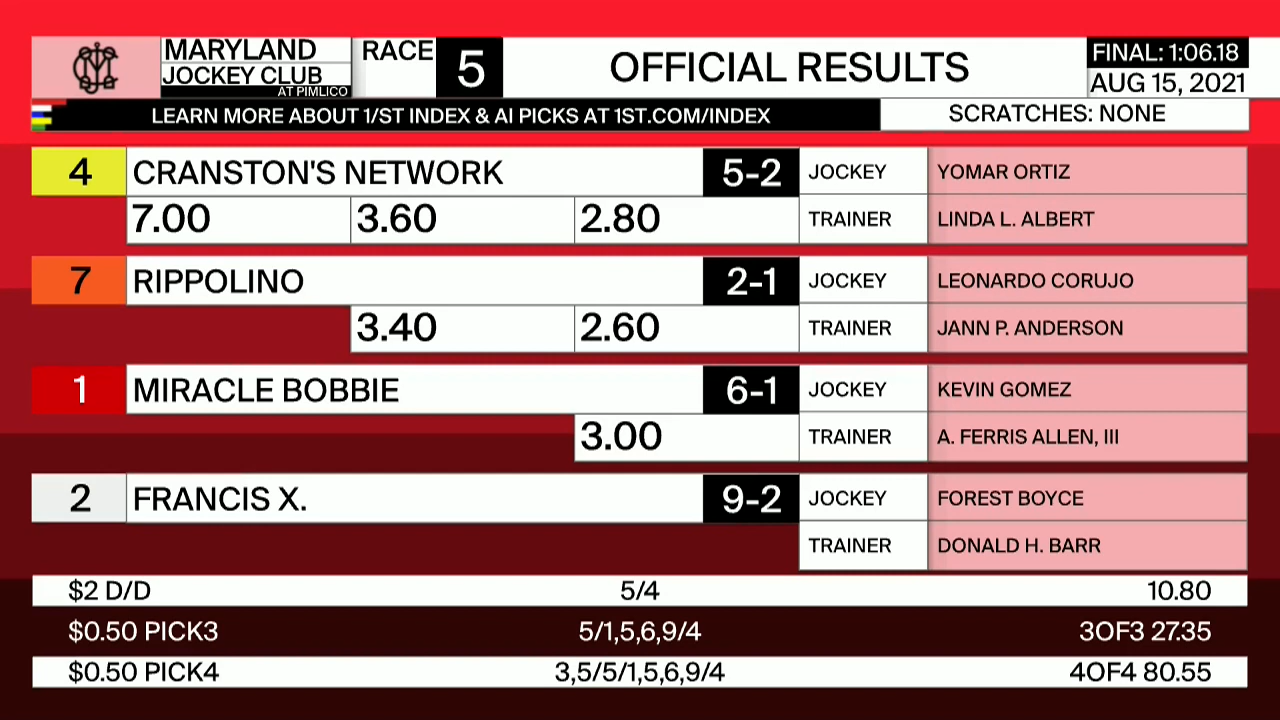 MARYLAND
JOCKEY CLUB
AT PIMLICO
RACE 5
OFFICIAL RESULTS
FINAL: 1:06.18
AUG 15, 2021
LEARN MORE ABOUT 1/ST INDEX & AI PICKS AT 1ST.COM/INDEX
SCRATCHES: NONE
4 CRANSTON'S NETWORK 5-2 JOCKEY YOMAR ORTIZ
7.00 3.60 2.80 TRAINER LINDA L. ALBERT
7 RIPPOLINO 2-1 JOCKEY LEONARDO CORUJO
3.40 2.60 TRAINER JANN P. ANDERSON
1 MIRACLE BOBBIE 6-1 JOCKEY KEVIN GOMEZ
3.00 TRAINER A. FERRIS ALLEN, III
2 FRANCIS X. 9-2 JOCKEY FOREST BOYCE
TRAINER DONALD H. BARR
$2 D/D 5/4 10.80
$0.50 PICK3 5/1,5,6,9/4 3OF3 27.35
$0.50 PICK4 3,5/5/1,5,6,9/4 4OF4 80.55